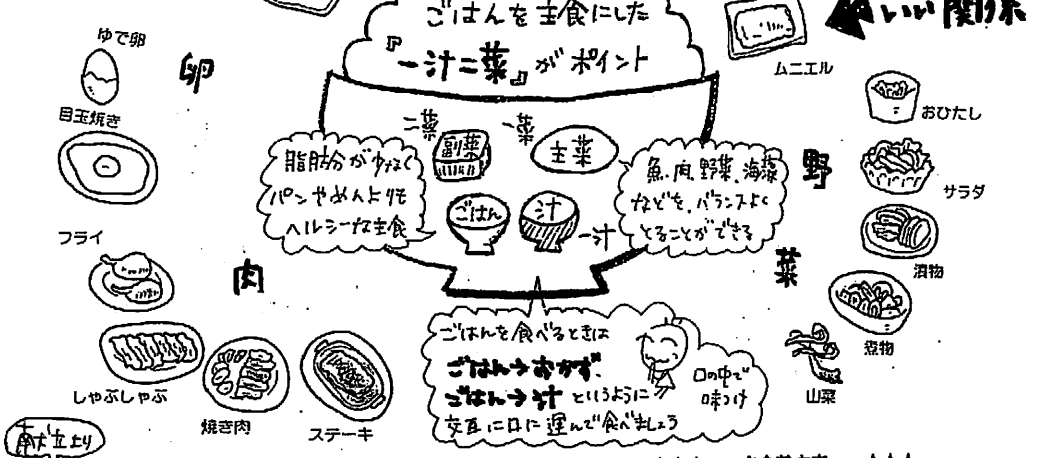 ごはんを主食にした
『一汁二菜』がポイント
いい関係
ムニエル
ゆで卵
卵
目玉焼き
おひたし
二菜
副菜
一菜
主菜
脂肪分が少なく
パンやめんよりも
ヘルシーな主食
魚、肉、野菜、海藻
などを、バランスよく
とることができる
ごはん
汁
一汁
野
菜
サラダ
漬物
煮物
山菜
フライ
肉
しゃぶしゃぶ
焼き肉
ステーキ
ごはんを食べるときは
ごはん→おかず、
ごはん→汁 というように
交互に口に運んで食べましょう
口の中で
味つけ
献立より